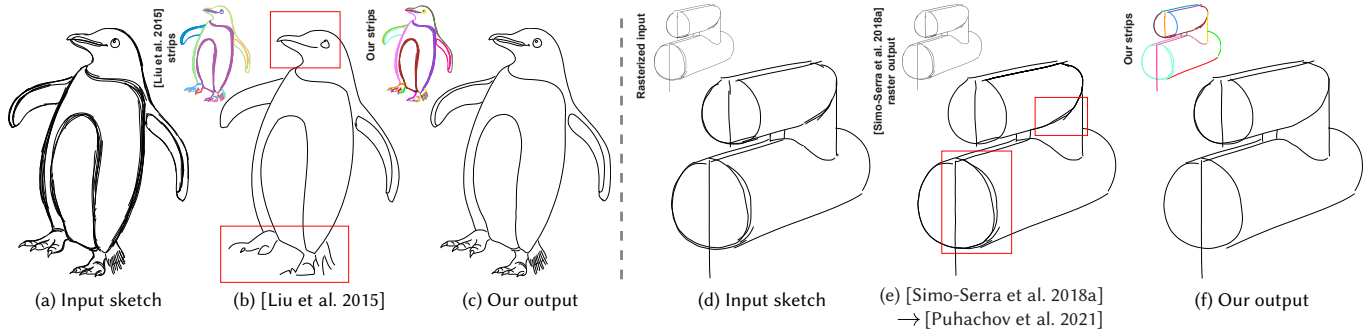 [Liu et al. 2015]
strips
Our strips
Rasterized input
[Simo-Serra et al. 2018a]
raster output
Our strips
(a) Input sketch
(b) [Liu et al. 2015]
(c) Our output
(d) Input sketch
(e) [Simo-Serra et al. 2018a]
→ [Puhachov et al. 2021]
(f) Our output